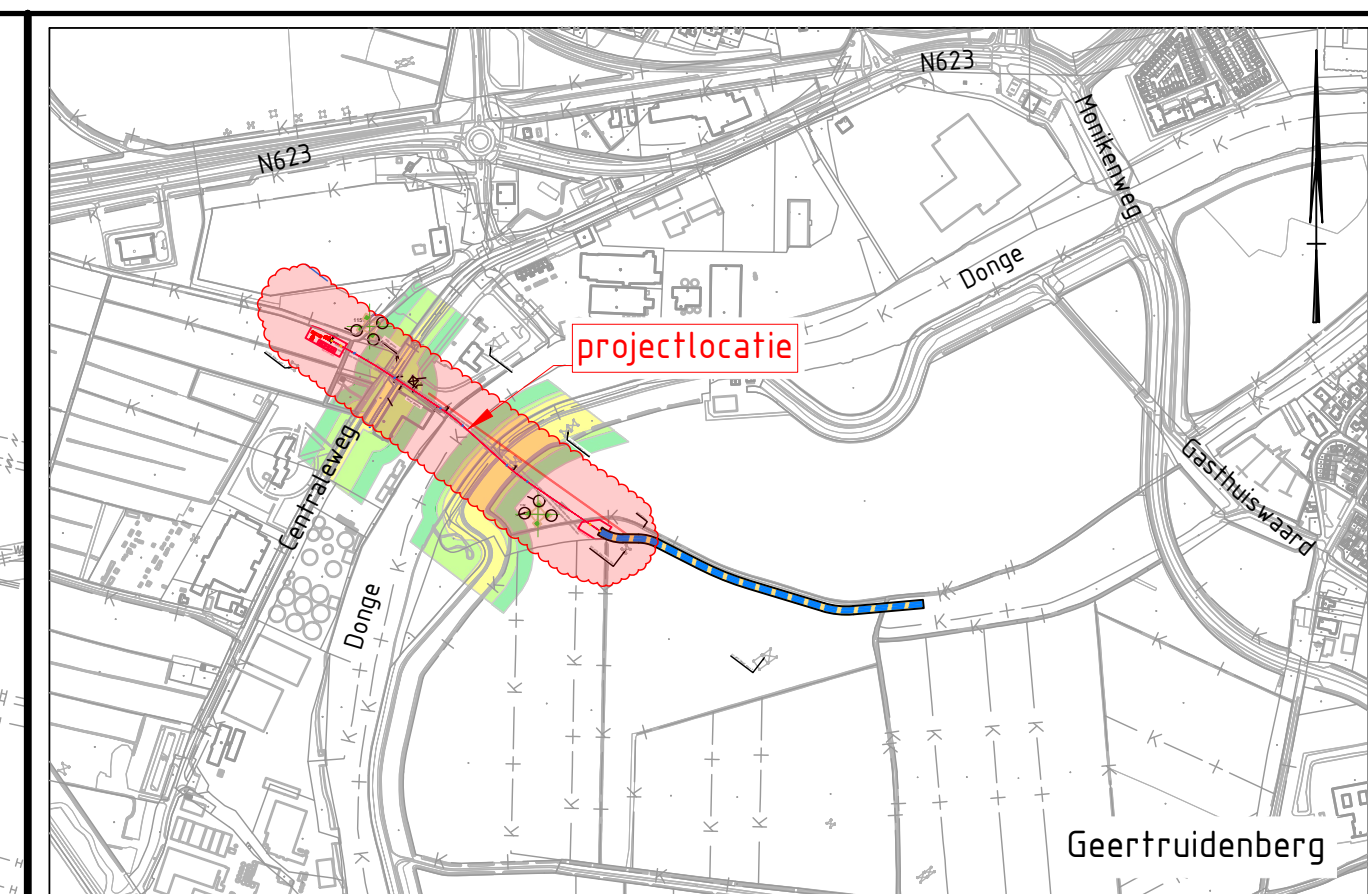 N623
N623
Monikenweg
Donge
projectlocatie
Gasthuiswaard
Centraleweg
Donge
Geertruidenberg